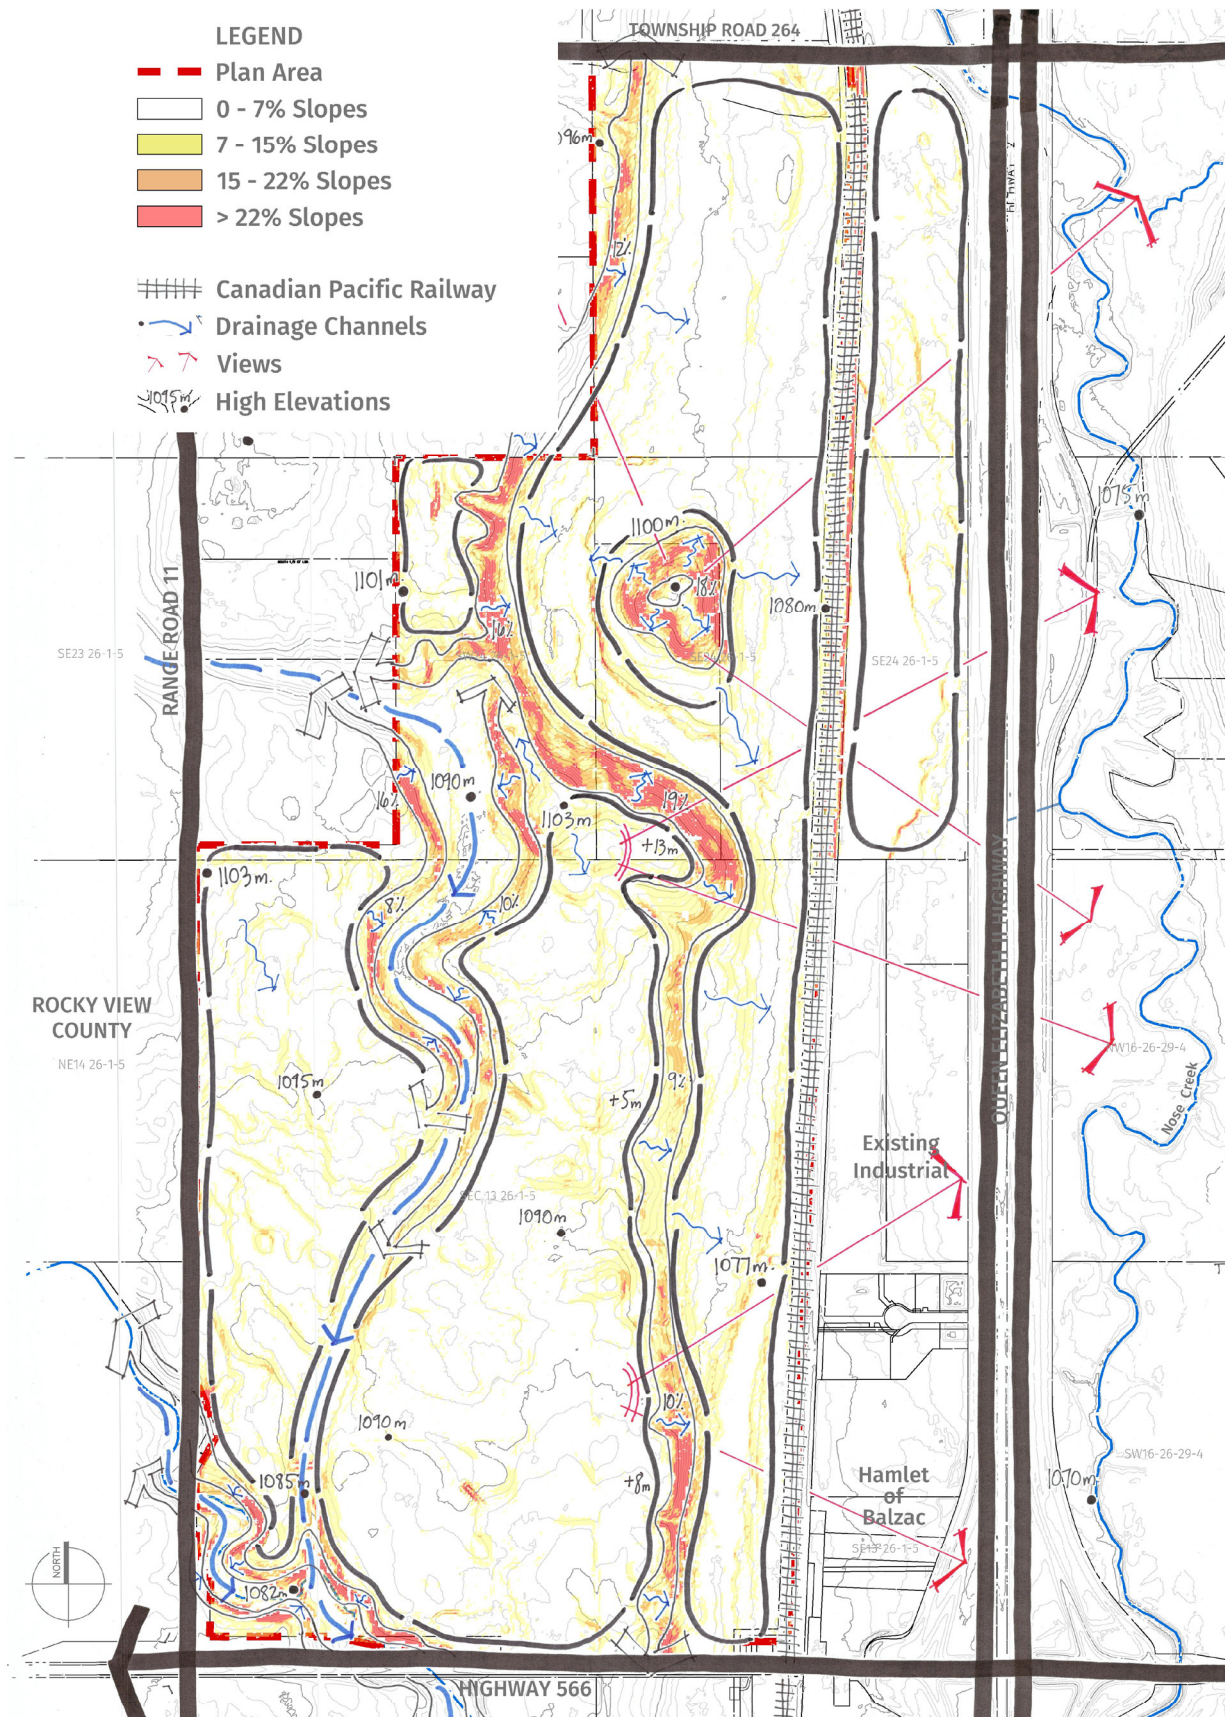 TOWNSHIP ROAD 264
LEGEND
Plan Area
0 - 7% Slopes
7 - 15% Slopes
15 - 22% Slopes
> 22% Slopes
Canadian Pacific Railway
Drainage Channels
Views
1095m
High Elevations
12%
1075m
1100m
1101m
18%
1080m
16%
RANGE ROAD 11
SE23 26-1-5
SE24 26-1-5
16%
1090m
1103m
19%
+13m
1103m.
8%
10%
QUEEN ELIZABETH II HIGHWAY
ROCKY VIEW
COUNTY
NE14 26-1-5
NW16-26-29-4
Nose Creek
1095m
9%
+5m
Existing
Industrial
SEC 13 26-1-5
1090m
1077m.
10%
1090m
SW16-26-29-4
1085m
+8m
1070m
Hamlet
of
Balzac
SE13 26-1-5
NORTH
1082m
HIGHWAY 566